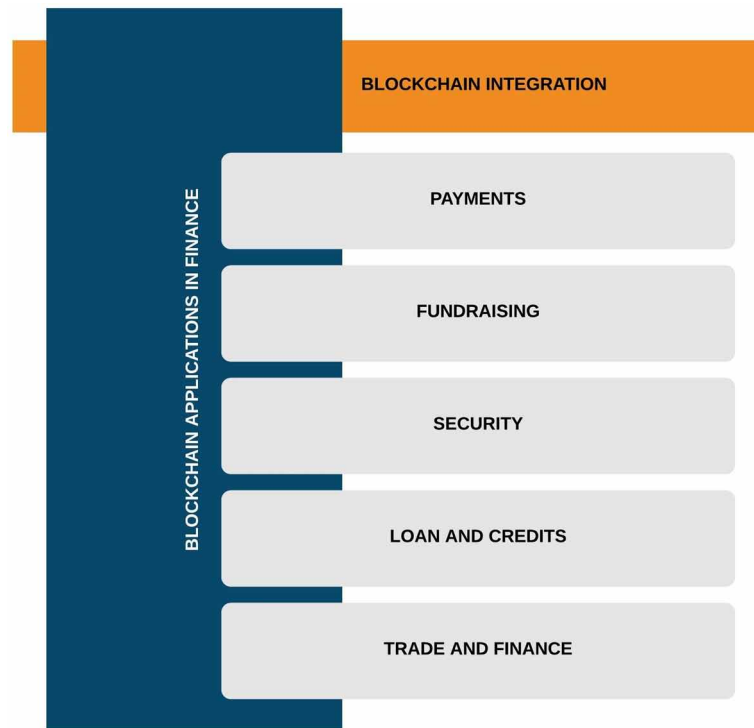 BLOCKCHAIN INTEGRATION
BLOCKCHAIN APPLICATIONS IN FINANCE
PAYMENTS
FUNDRAISING
SECURITY
LOAN AND CREDITS
TRADE AND FINANCE